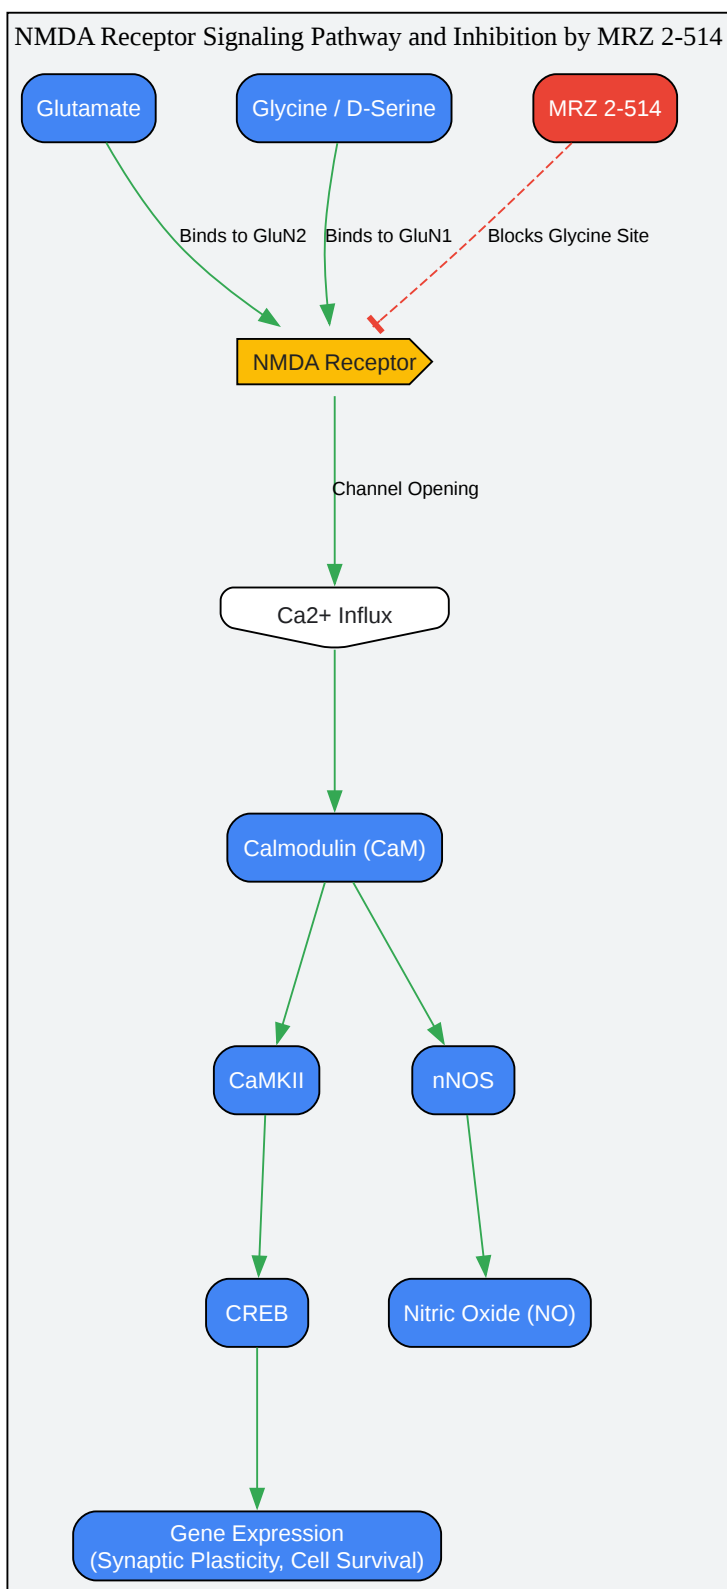 NMDA Receptor Signaling Pathway and Inhibition by MRZ 2-514
Glutamate
Glycine / D-Serine
MRZ 2-514
Binds to GluN2
Binds to GluN1
Blocks Glycine Site
NMDA Receptor
Channel Opening
Ca2+ Influx
Calmodulin (CaM)
CaMKII
nNOS
CREB
Nitric Oxide (NO)
Gene Expression
(Synaptic Plasticity, Cell Survival)